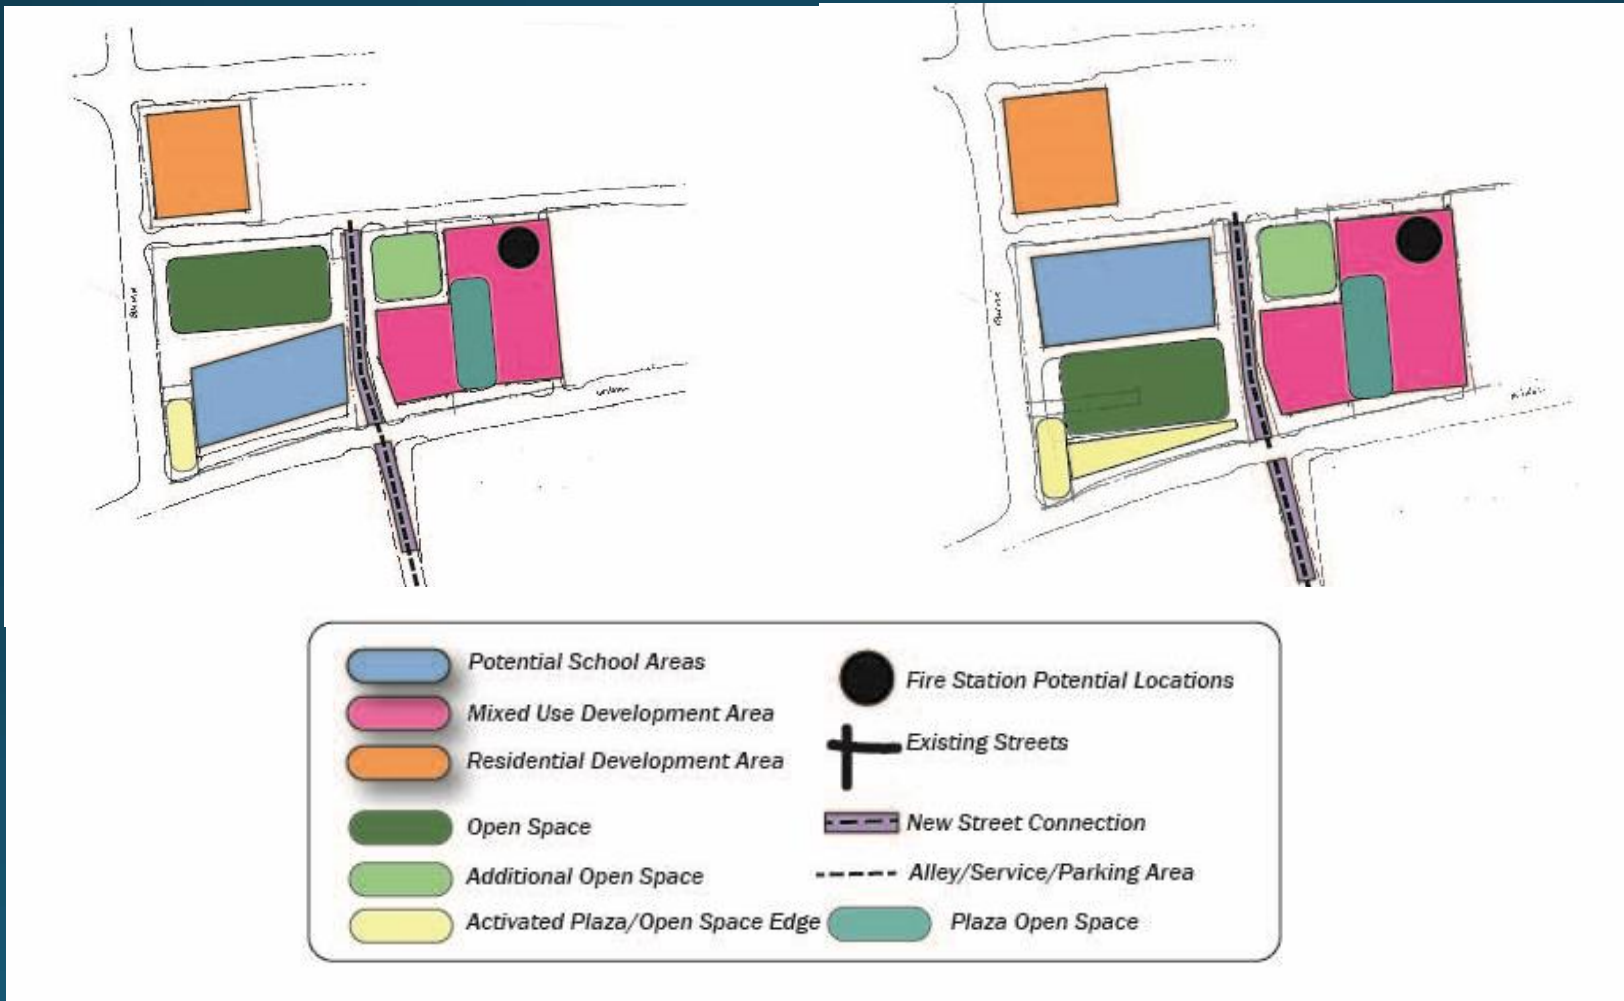 Potential School Areas
Mixed Use Development Area
Residential Development Area
Open Space
Additional Open Space
Activated Plaza/Open Space Edge
Fire Station Potential Locations
Existing Streets
New Street Connection
Alley/Service/Parking Area
Plaza Open Space